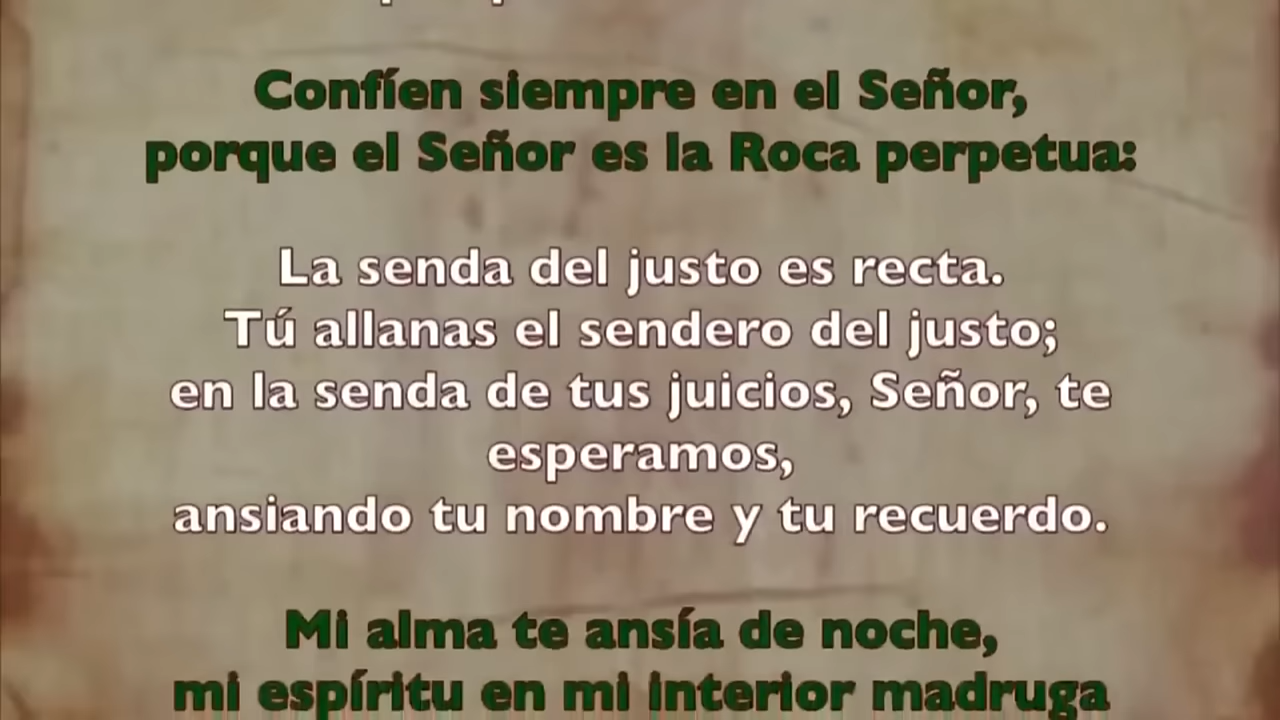 Confíen siempre en el Señor,
porque el Señor es la Roca perpetua:
La senda del justo es recta.
Tú allanas el sendero del justo;
en la senda de tus juicios, Señor, te
esperamos,
ansiando tu nombre y tu recuerdo.
Mi alma te ansía de noche,
mi espíritu en mi interior madruga